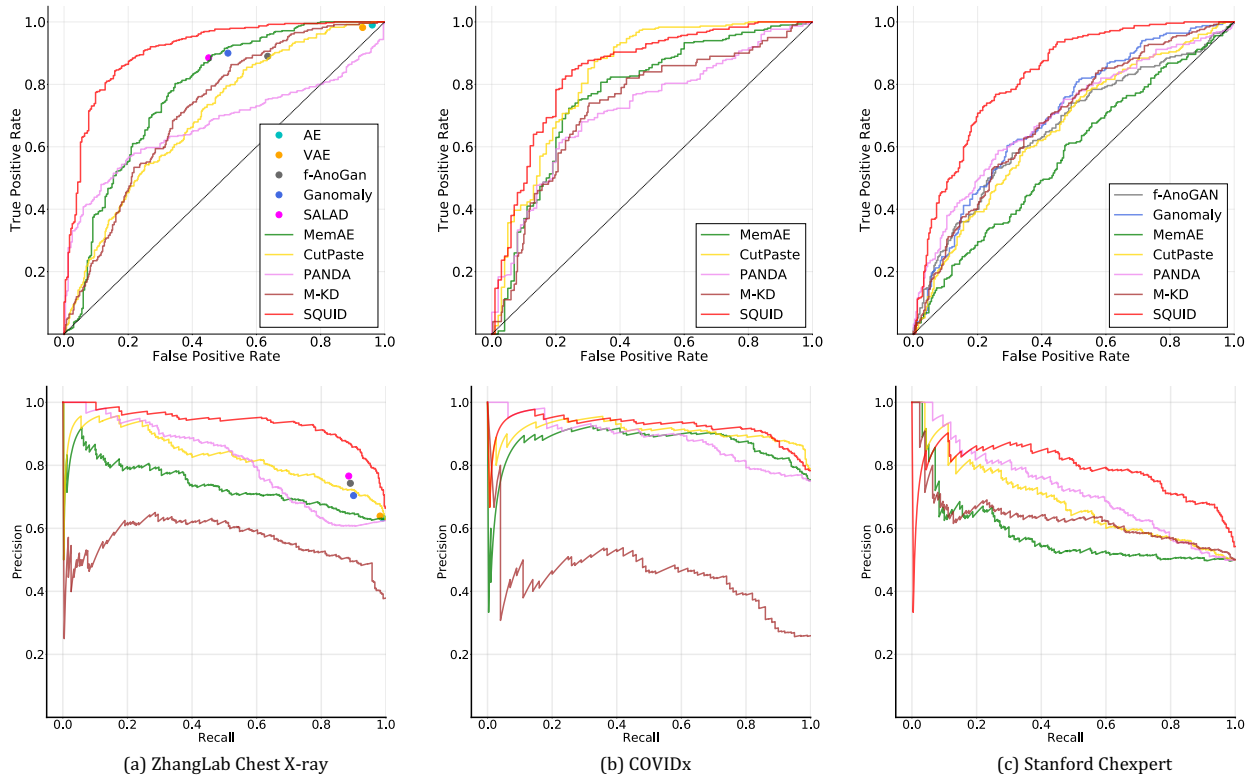 1.0
0.8
0.6
0.4
0.2
True Positive Rate
0.0 0.2 0.4 0.6 0.8 1.0
False Positive Rate
AE
VAE
f-AnoGan
Ganomaly
SALAD
MemAE
CutPaste
PANDA
M-KD
SQUID
1.0
0.8
0.6
0.4
0.2
True Positive Rate
0.0 0.2 0.4 0.6 0.8 1.0
False Positive Rate
MemAE
CutPaste
PANDA
M-KD
SQUID
1.0
0.8
0.6
0.4
0.2
True Positive Rate
0.0 0.2 0.4 0.6 0.8 1.0
False Positive Rate
f-AnoGAN
Ganomaly
MemAE
CutPaste
PANDA
M-KD
SQUID
1.0
0.8
0.6
0.4
0.2
Precision
0.0 0.2 0.4 0.6 0.8 1.0
Recall
1.0
0.8
0.6
0.4
0.2
Precision
0.0 0.2 0.4 0.6 0.8 1.0
Recall
1.0
0.8
0.6
0.4
0.2
Precision
0.0 0.2 0.4 0.6 0.8 1.0
Recall
(a) ZhangLab Chest X-ray
(b) COVIDx
(c) Stanford Chexpert